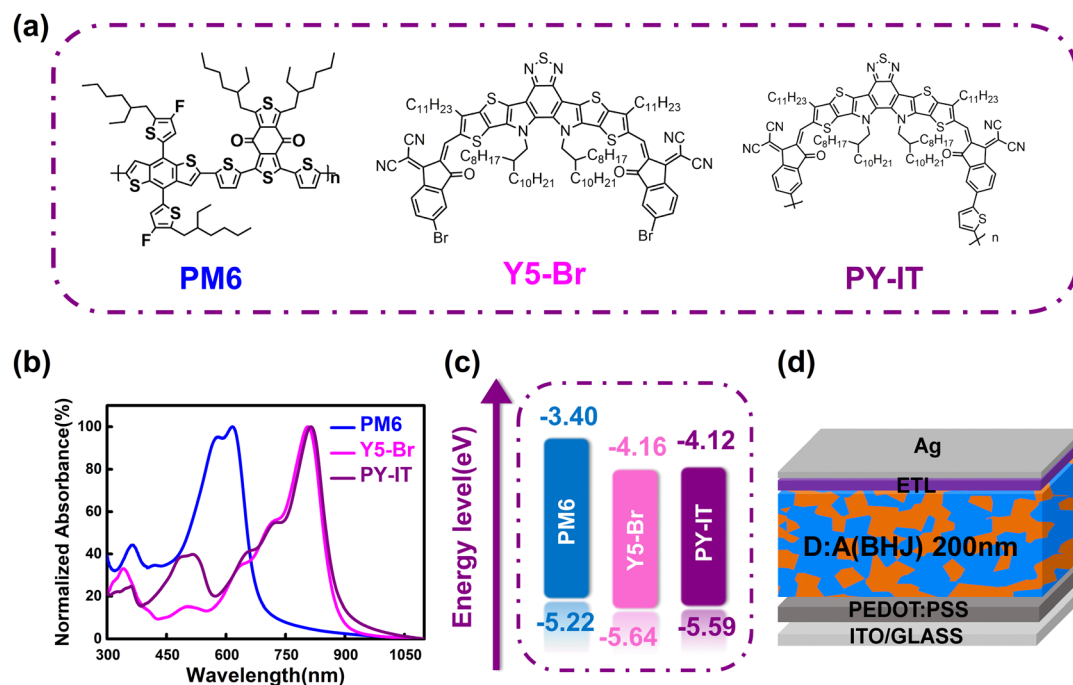 (a)
S
N N
C11H23 C11H23
NC CN
N N
C8H17 C8H17
C10H21 C10H21
O O
CN CN
Br Br
F
S
O O
S
n
PM6
Y5-Br
S
N N
C11H23 C11H23
NC CN
N N
C8H17 C8H17
C10H21 C10H21
O O
CN CN
S
n
PY-IT
(b)
Normalized Absorbance(%)
100
80
60
40
20
0
300 450 600 750 900 1050
Wavelength(nm)
PM6
Y5-Br
PY-IT
(c)
Energy level(eV)
-3.40
-4.16
-4.12
PM6
Y5-Br
PY-IT
-5.22
-5.64
-5.59
(d)
Ag
ETL
D:A(BHJ) 200nm
PEDOT:PSS
ITO/GLASS